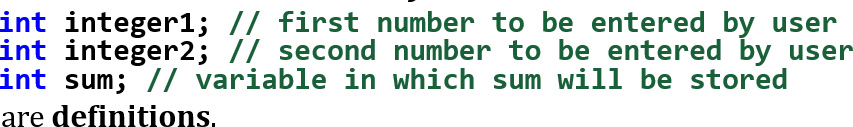 int integer1; // first number to be entered by user
int integer2; // second number to be entered by user
int sum; // variable in which sum will be stored
are definitions.